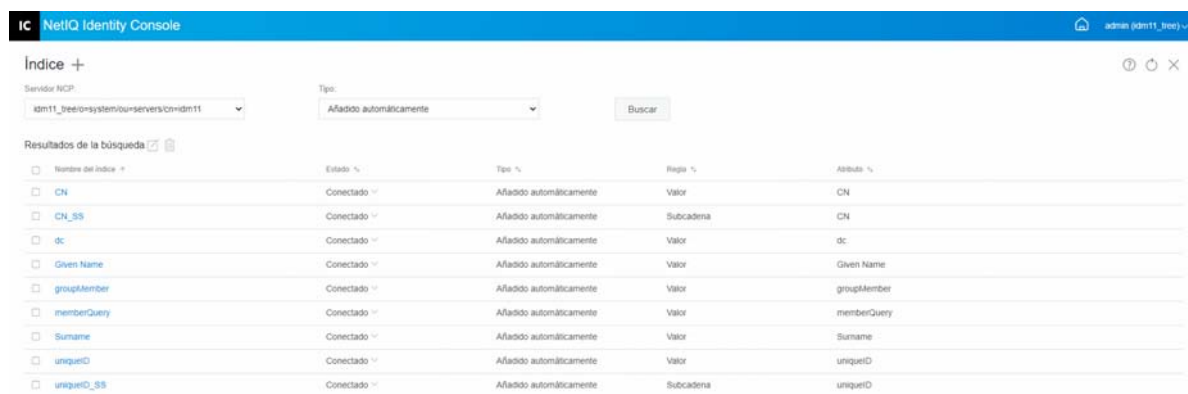 IC NetIQ Identity Console admin (idm11_tree)
Índice +
Servidor NCP: Tipo:
idm11_tree/o=system/ou=servers/cn=idm11 Añadido automáticamente Buscar
Resultados de la búsqueda
Nombre del índice Estado Tipo Regla Atributo
CN Conectado Añadido automáticamente Valor CN
CN_SS Conectado Añadido automáticamente Subcadena CN
dc Conectado Añadido automáticamente Valor dc
Given Name Conectado Añadido automáticamente Valor Given Name
groupMember Conectado Añadido automáticamente Valor groupMember
memberQuery Conectado Añadido automáticamente Valor memberQuery
Surname Conectado Añadido automáticamente Valor Surname
uniqueID Conectado Añadido automáticamente Valor uniqueID
uniqueID_SS Conectado Añadido automáticamente Subcadena uniqueID